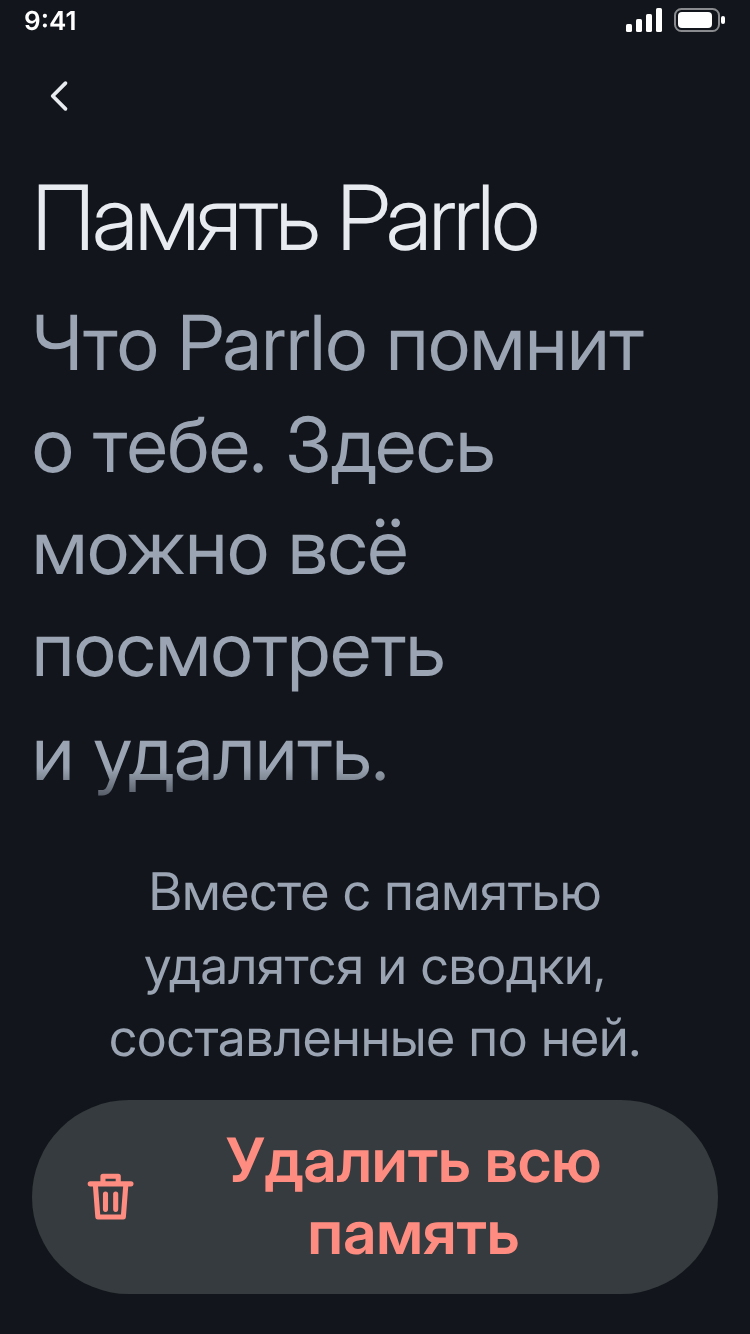 9:41
Память Parrlo
Что Parrlo помнит
о тебе. Здесь
можно всё
посмотреть
и удалить.
Вместе с памятью
удалятся и сводки,
составленные по ней.
Удалить всю
память